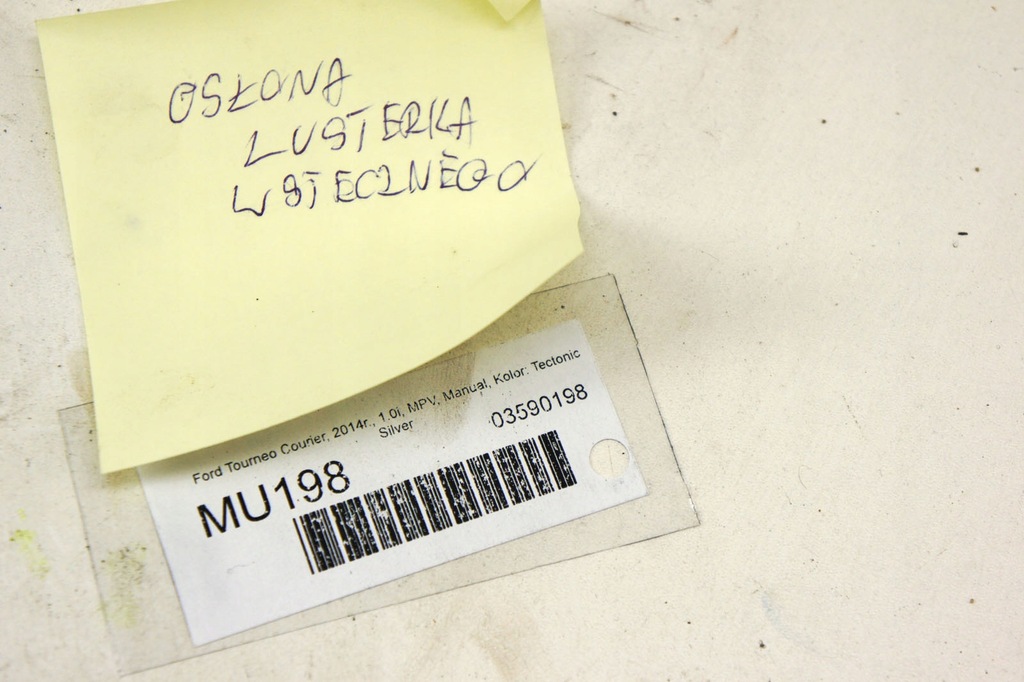 OSŁONA
LUSTERKA
WSTECZNEGO
Ford Tourneo Courier, 2014r., 1.0i, MPV, Manual, Kolor: Tectonic
Silver
03590198
MU198